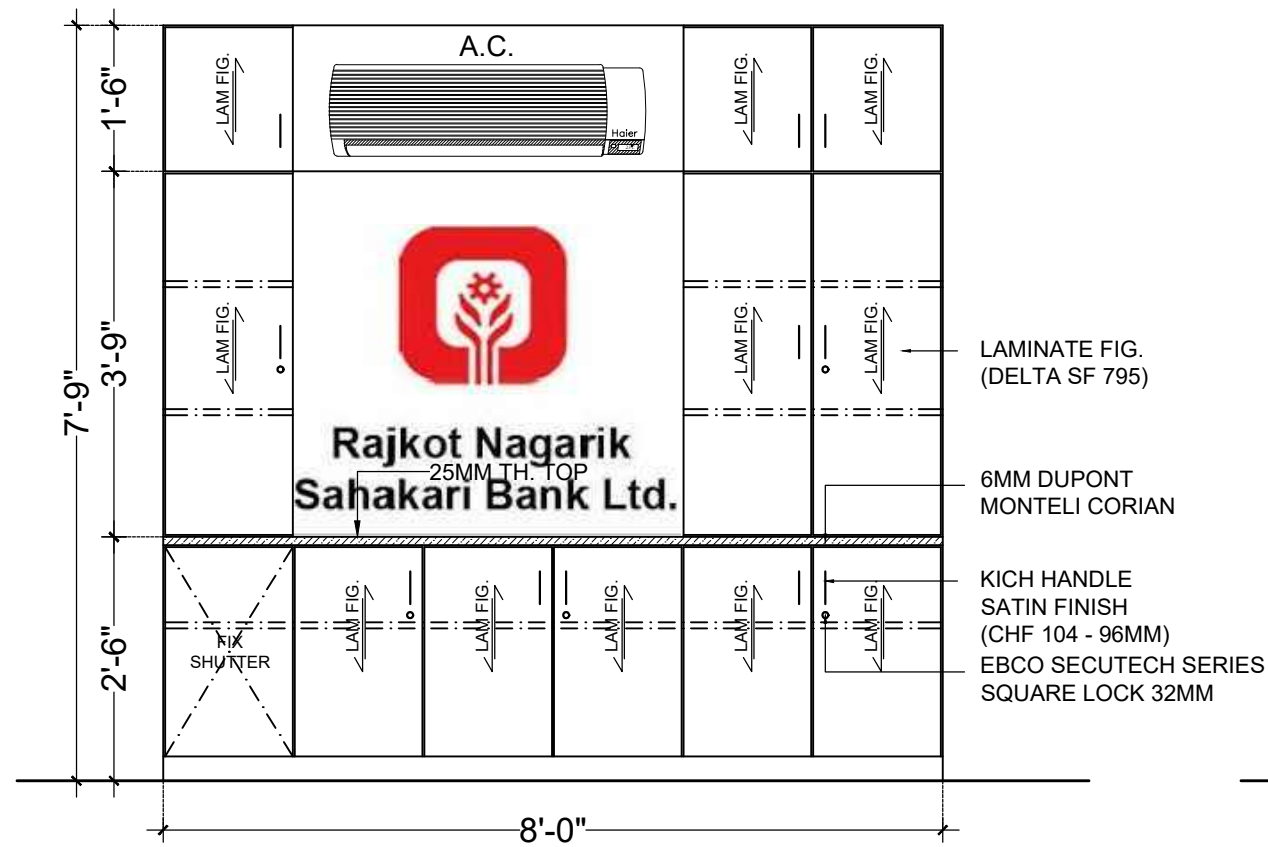 A.C.
LAM FIG.
LAM FIG.
LAM FIG.
Haier
1'-6"
3'-9"
7'-9"
2'-6"
LAM FIG.
LAM FIG.
LAM FIG.
LAMINATE FIG.
(DELTA SF 795)
Rajkot Nagarik
25MM TH. TOP
Sahakari Bank Ltd.
6MM DUPONT
MONTELI CORIAN
FIX
SHUTTER
LAM FIG.
LAM FIG.
LAM FIG.
LAM FIG.
LAM FIG.
KICH HANDLE
SATIN FINISH
(CHF 104 - 96MM)
EBCO SECUTECH SERIES
SQUARE LOCK 32MM
8'-0"